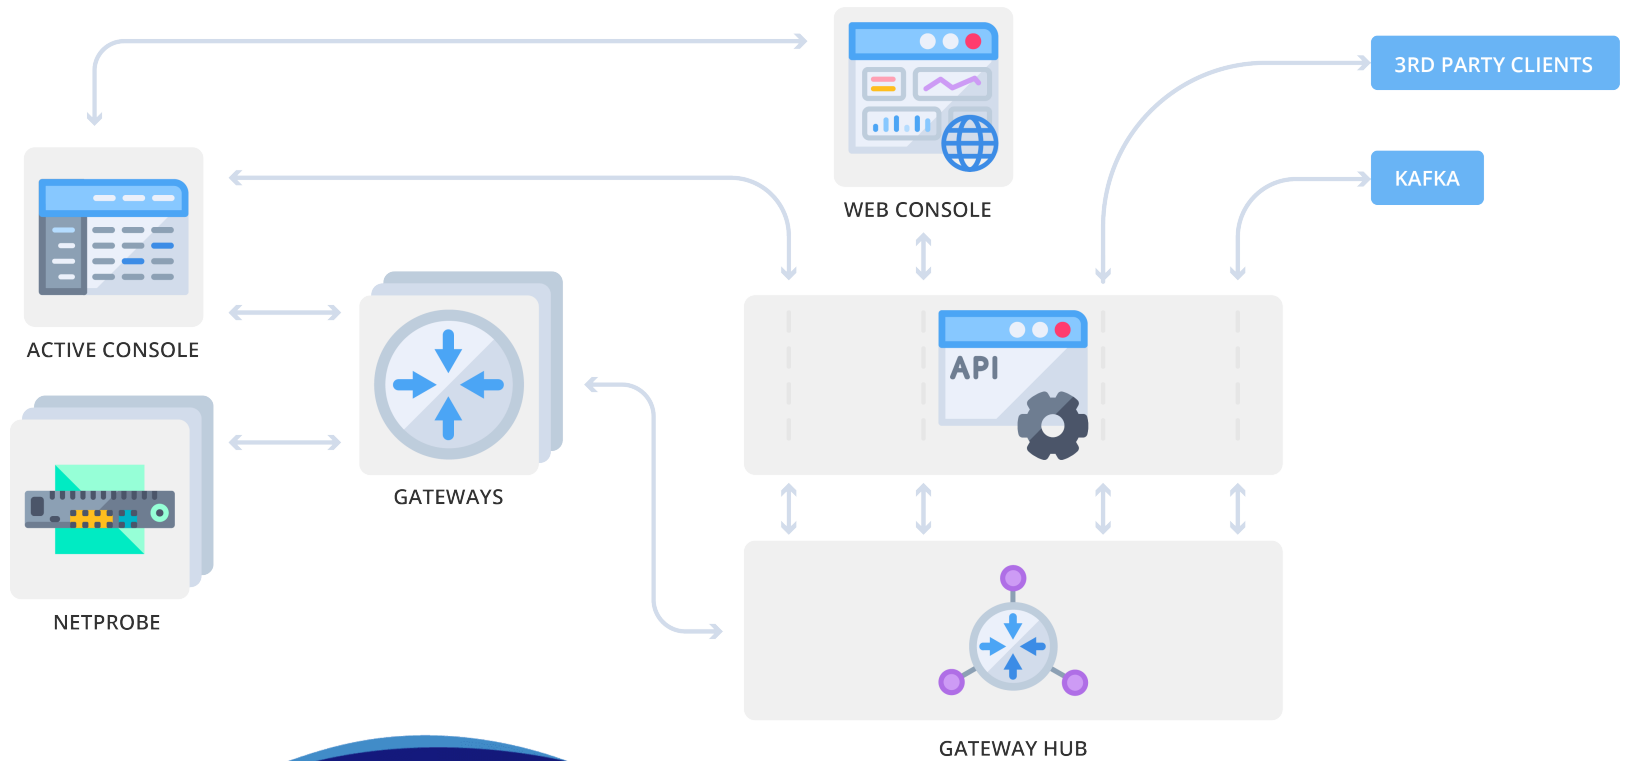 3RD PARTY CLIENTS
KAFKA
WEB CONSOLE
ACTIVE CONSOLE
API
GATEWAYS
NETPROBE
GATEWAY HUB